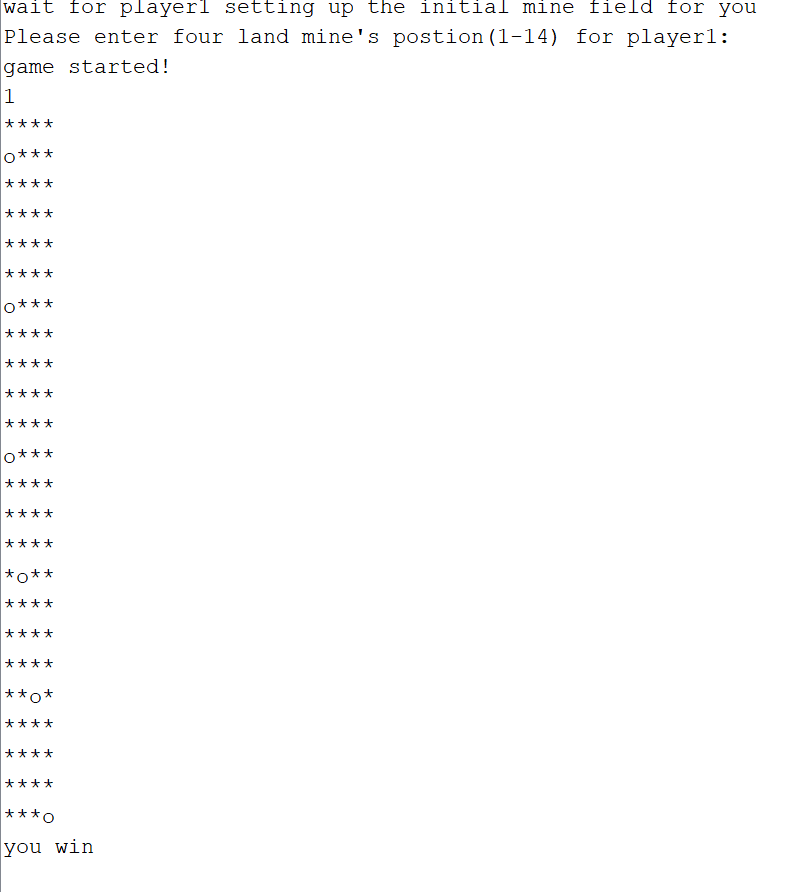 wait for player1 setting up the initial mine field for you
Please enter four land mine's postion(1-14) for player1:
game started!
1
****
o***
****
****
****
****
o***
****
****
****
****
o***
****
****
****
*o**
****
****
****
**o*
****
****
****
***o
you win